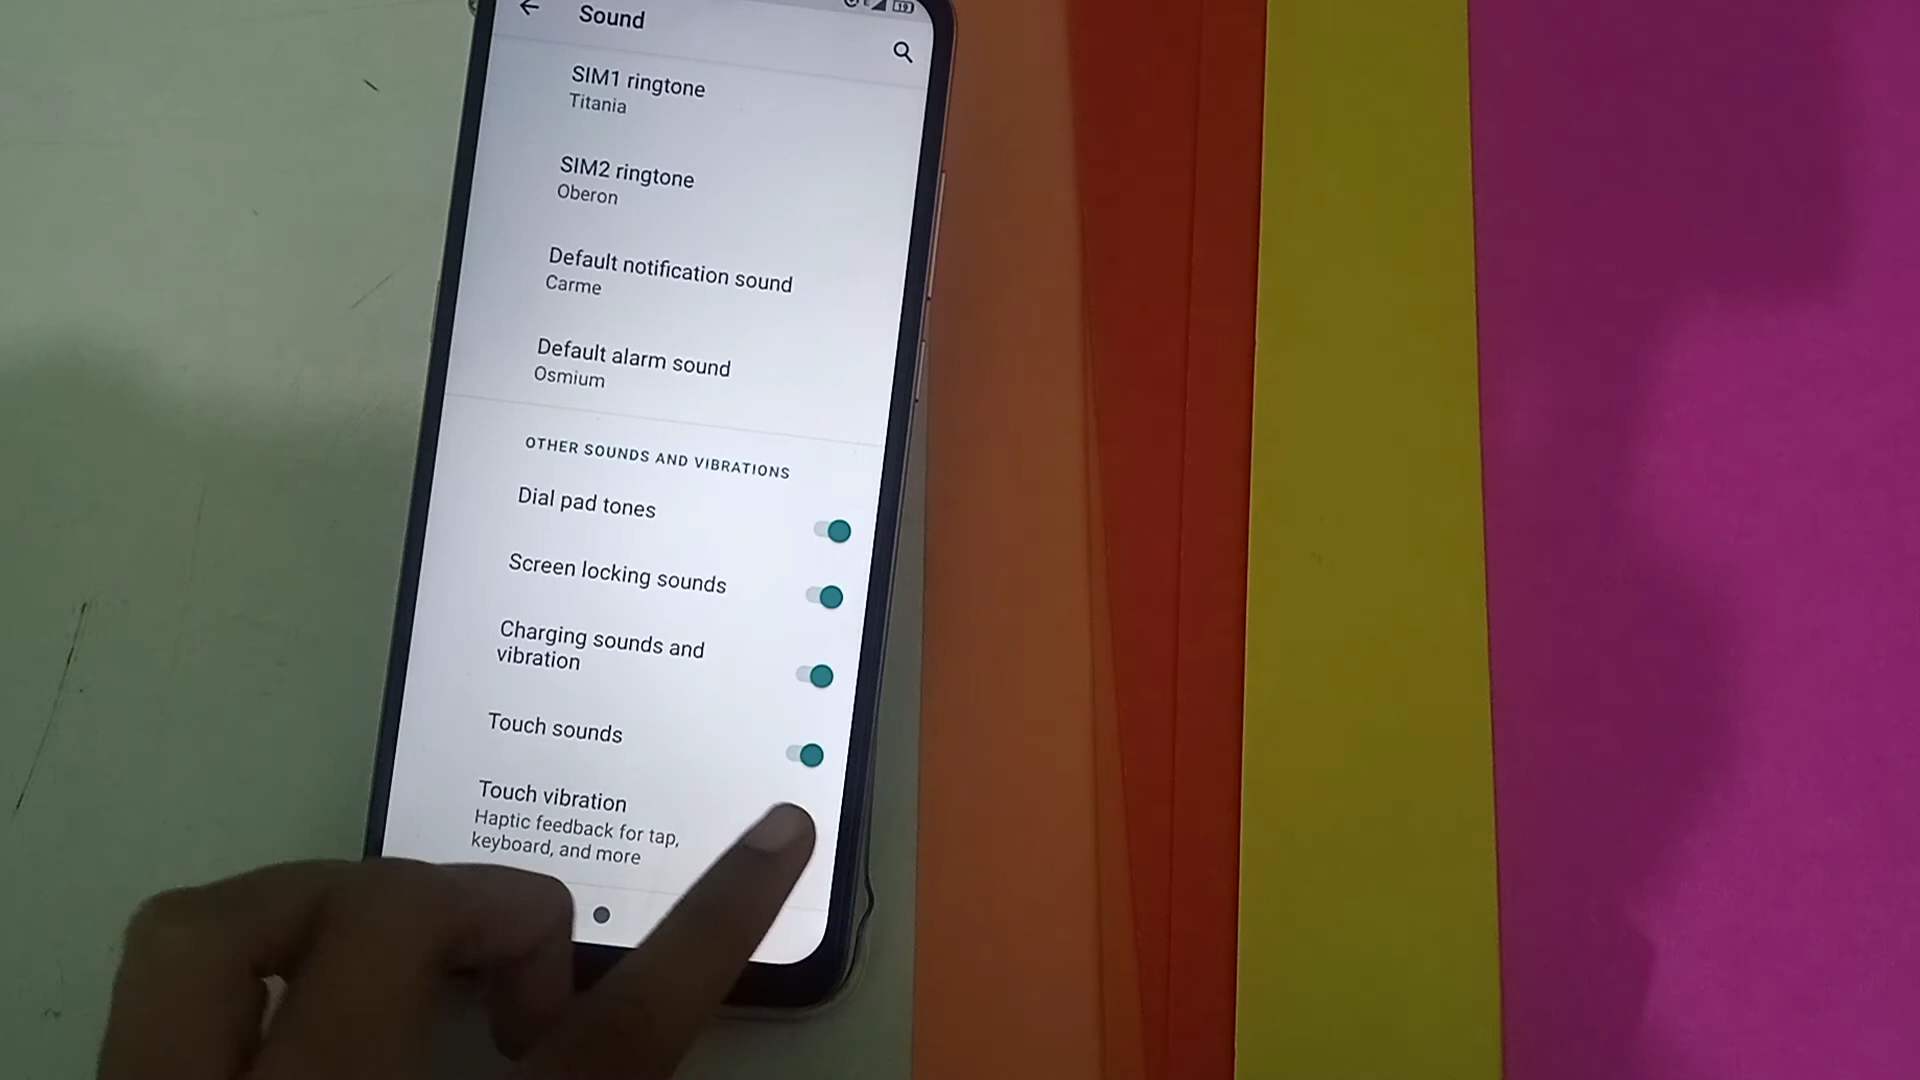 Sound
19
SIM1 ringtone
Titania
SIM2 ringtone
Oberon
Default notification sound
Carme
Default alarm sound
Osmium
OTHER SOUNDS AND VIBRATIONS
Dial pad tones
Screen locking sounds
Charging sounds and
vibration
Touch sounds
Touch vibration
Haptic feedback for tap,
keyboard, and more